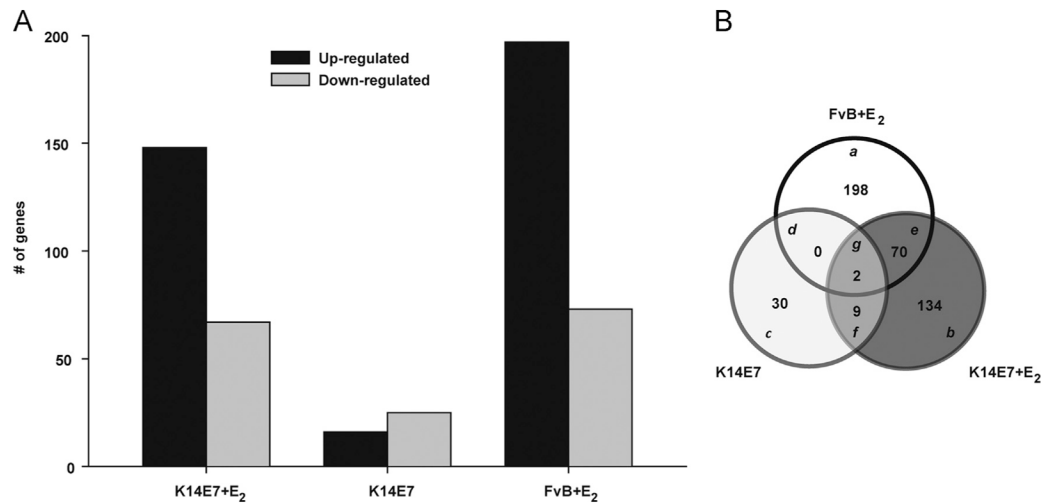 A
200
150
100
50
0
# of genes
Up-regulated
Down-regulated
K14E7+E2
K14E7
FvB+E2
B
FvB+E2
a
198
d
g
e
0
2
70
30
9
134
c
f
b
K14E7
K14E7+E2